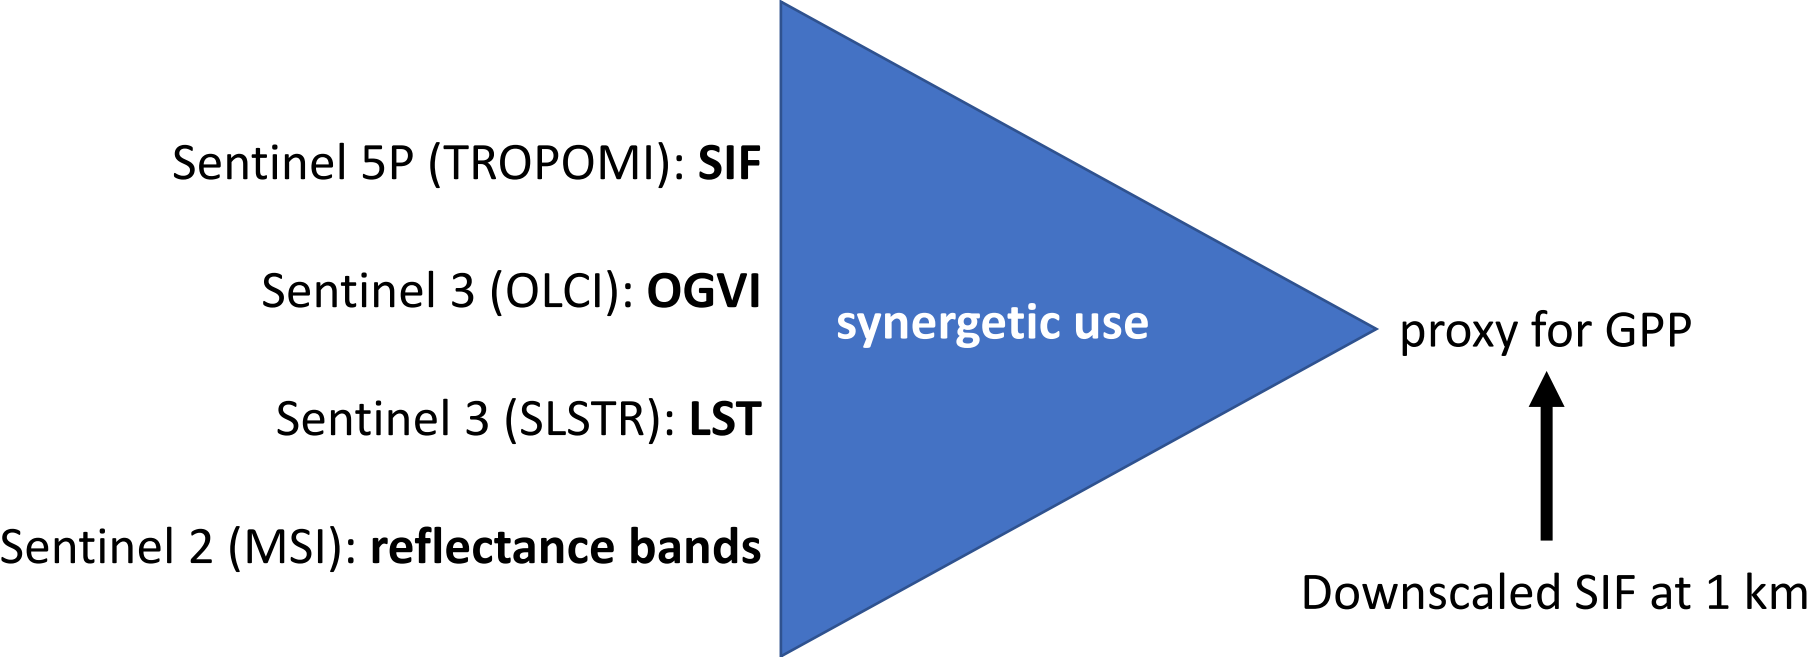 Sentinel 5P (TROPOMI): SIF
Sentinel 3 (OLCI): OGVI
Sentinel 3 (SLSTR): LST
Sentinel 2 (MSI): reflectance bands
synergetic use
proxy for GPP
Downscaled SIF at 1 km